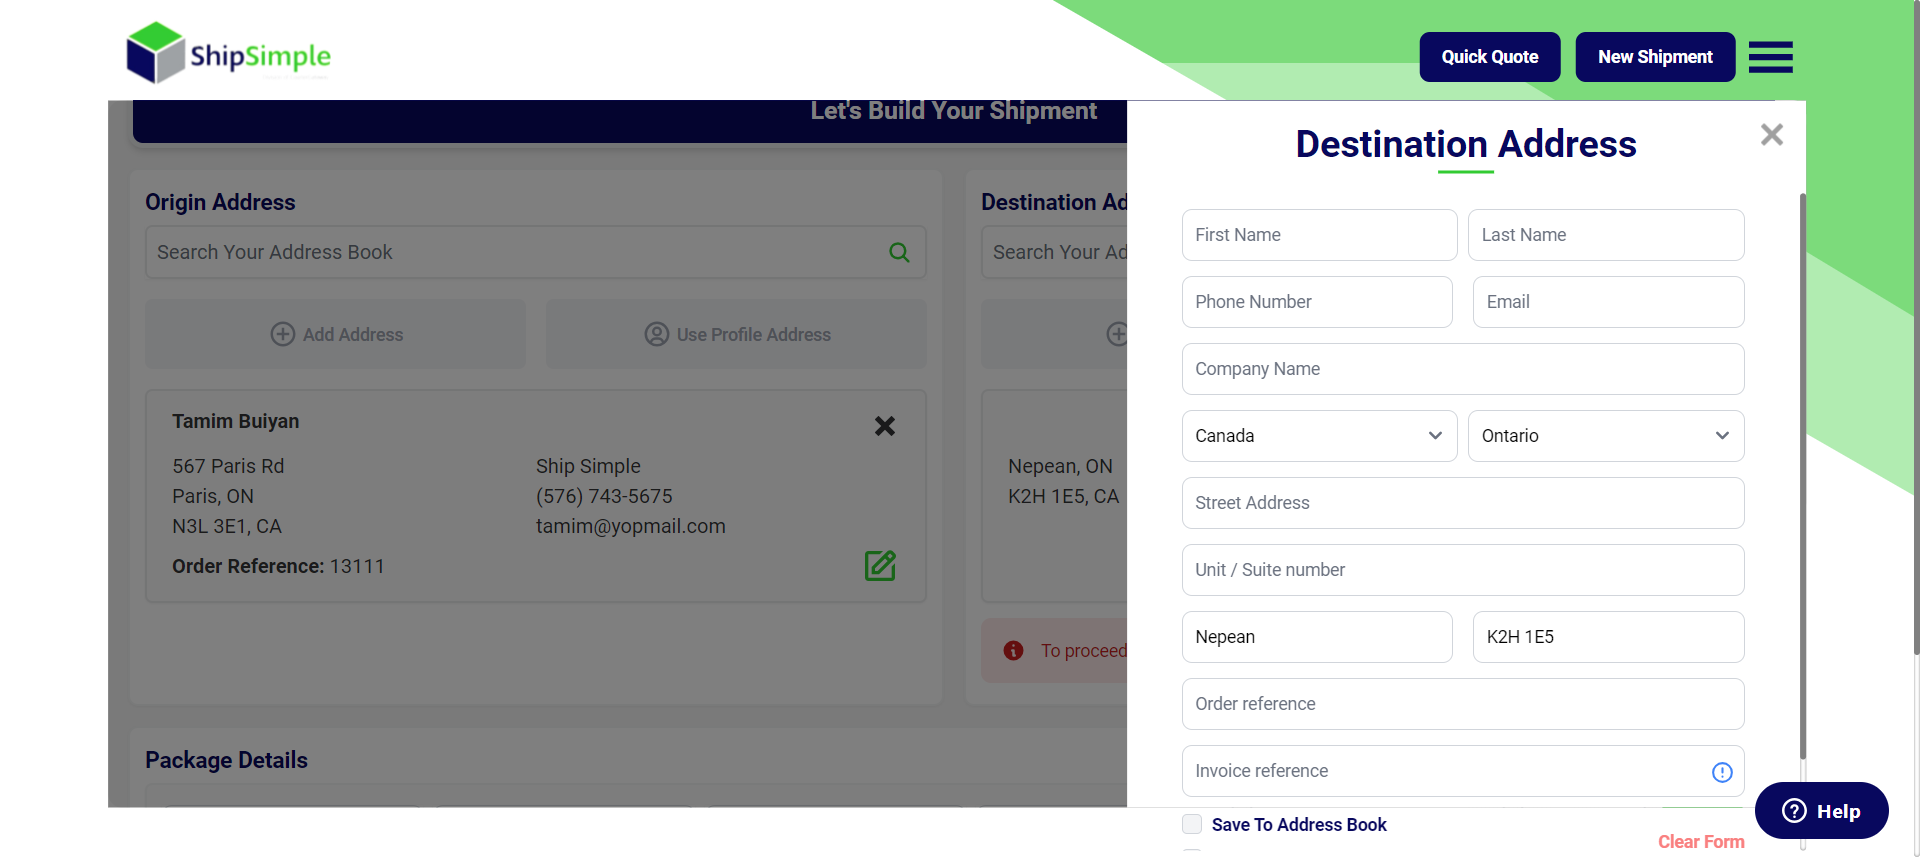 ShipSimple
Quick Quote
New Shipment
Let's Build Your Shipment
Origin Address
Search Your Address Book
Add Address
Use Profile Address
Tamim Buiyan
567 Paris Rd
Paris, ON
N3L 3E1, CA
Ship Simple
(576) 743-5675
tamim@yopmail.com
Order Reference: 13111
Destination Ad
Search Your Ad
Nepean, ON
K2H 1E5, CA
To proceed
Package Details
Destination Address
First Name
Last Name
Phone Number
Email
Company Name
Canada
Ontario
Street Address
Unit / Suite number
Nepean
K2H 1E5
Order reference
Invoice reference
Save To Address Book
Clear Form
Help